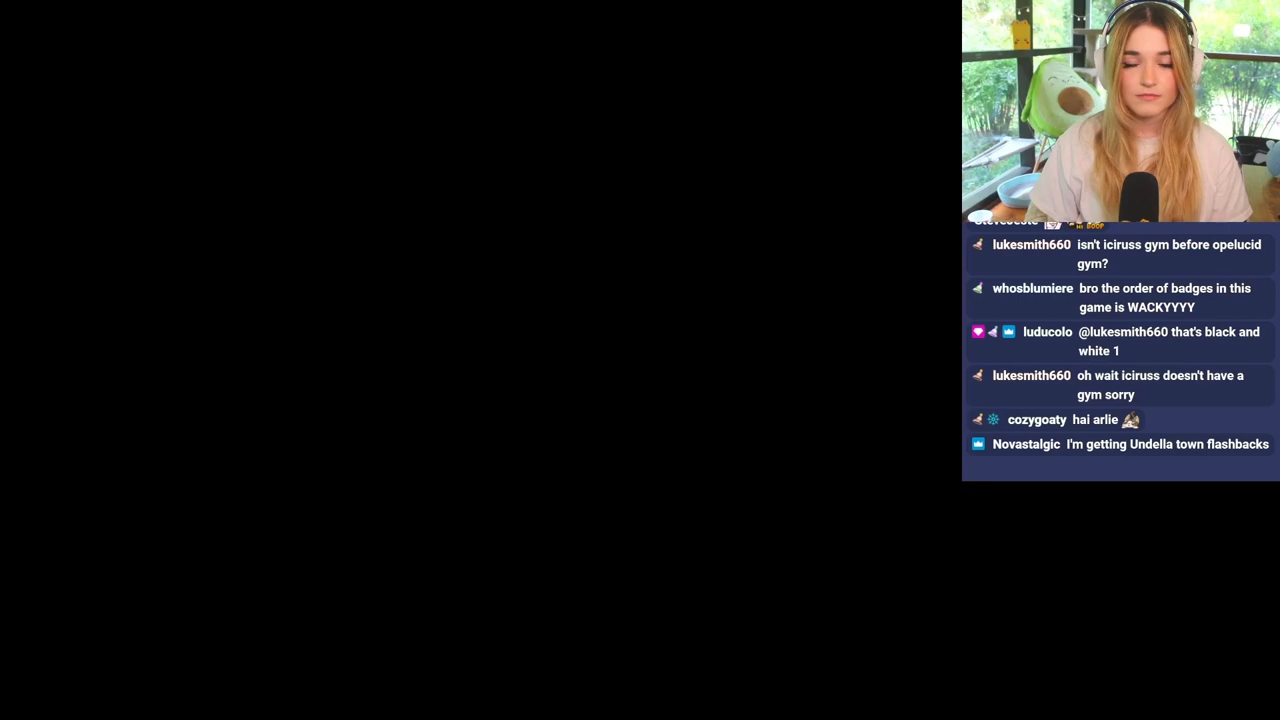 lukesmith660 isn't iciruss gym before opelucid
gym?
whosblumiere bro the order of badges in this
game is WACKYYYY
luducolo @lukesmith660 that's black and
white 1
lukesmith660 oh wait iciruss doesn't have a
gym sorry
cozygoaty hai arlie
Novastalgic I'm getting Undella town flashbacks